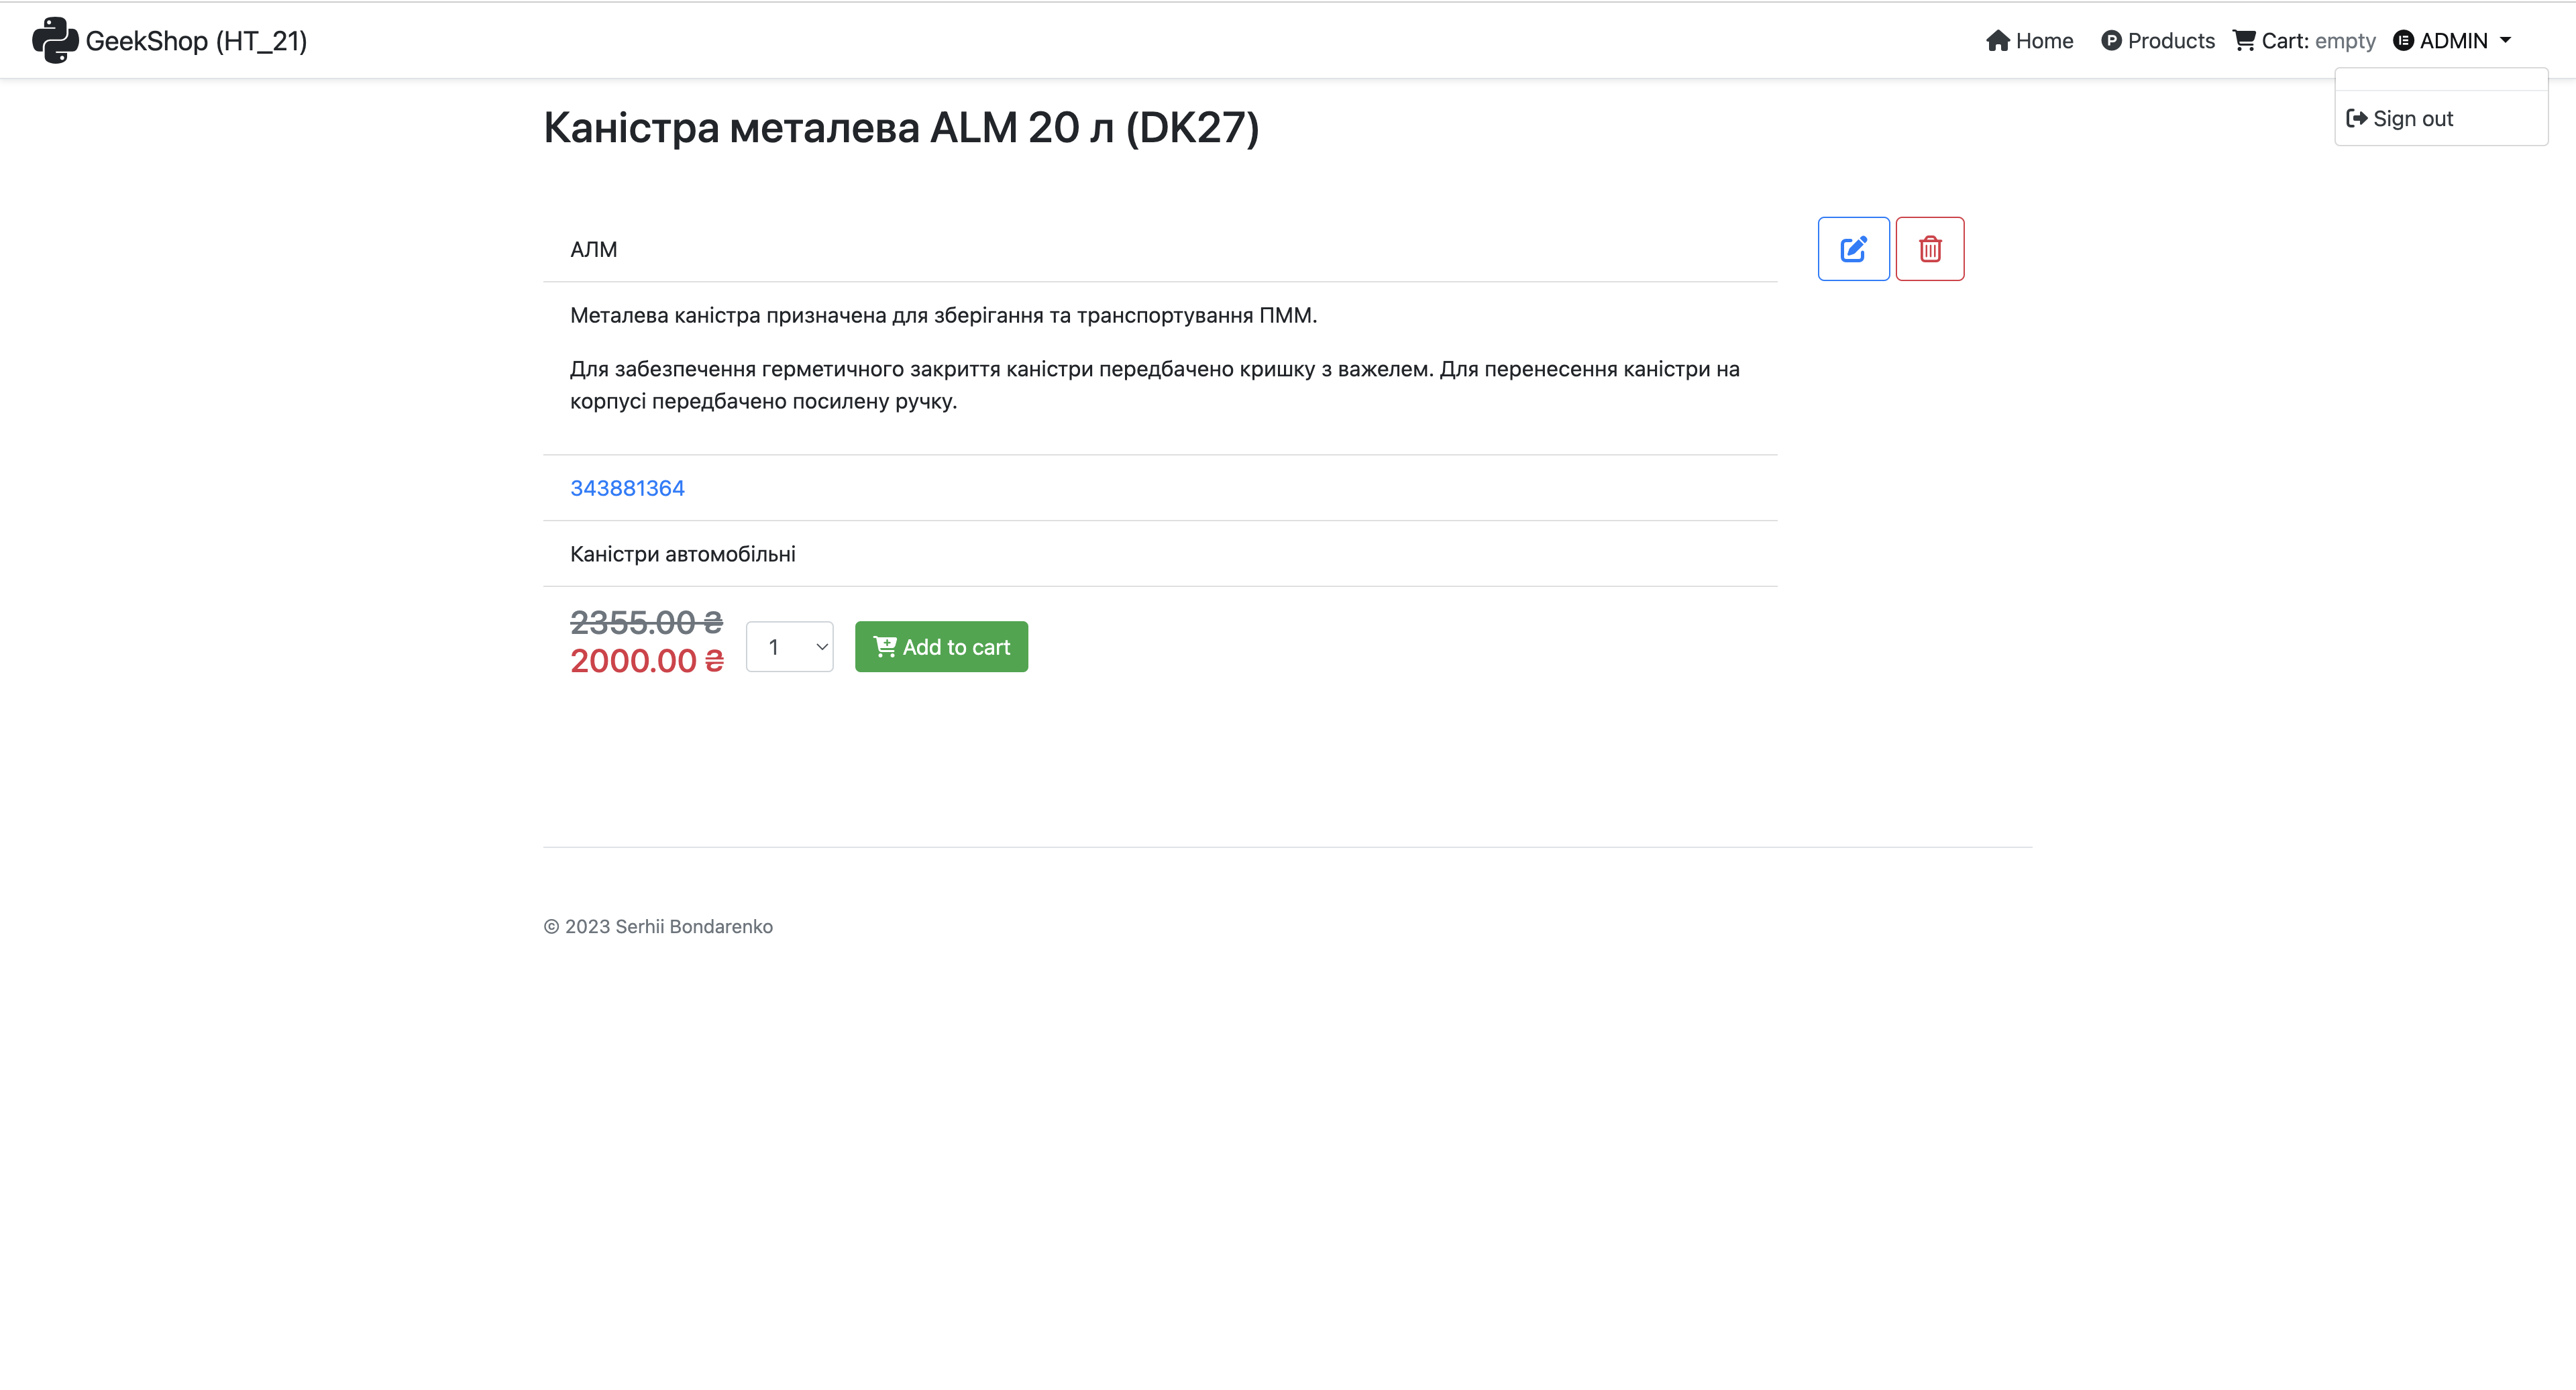 GeekShop (HT_21)
Home
Products
Cart: empty
ADMIN
Sign out
Каністра металева ALM 20 л (DK27)
АЛМ
Металева каністра призначена для зберігання та транспортування ПММ.
Для забезпечення герметичного закриття каністри передбачено кришку з важелем. Для перенесення каністри на
корпусі передбачено посилену ручку.
343881364
Каністри автомобільні
2355.00 ₴
2000.00 ₴
1
Add to cart
© 2023 Serhii Bondarenko